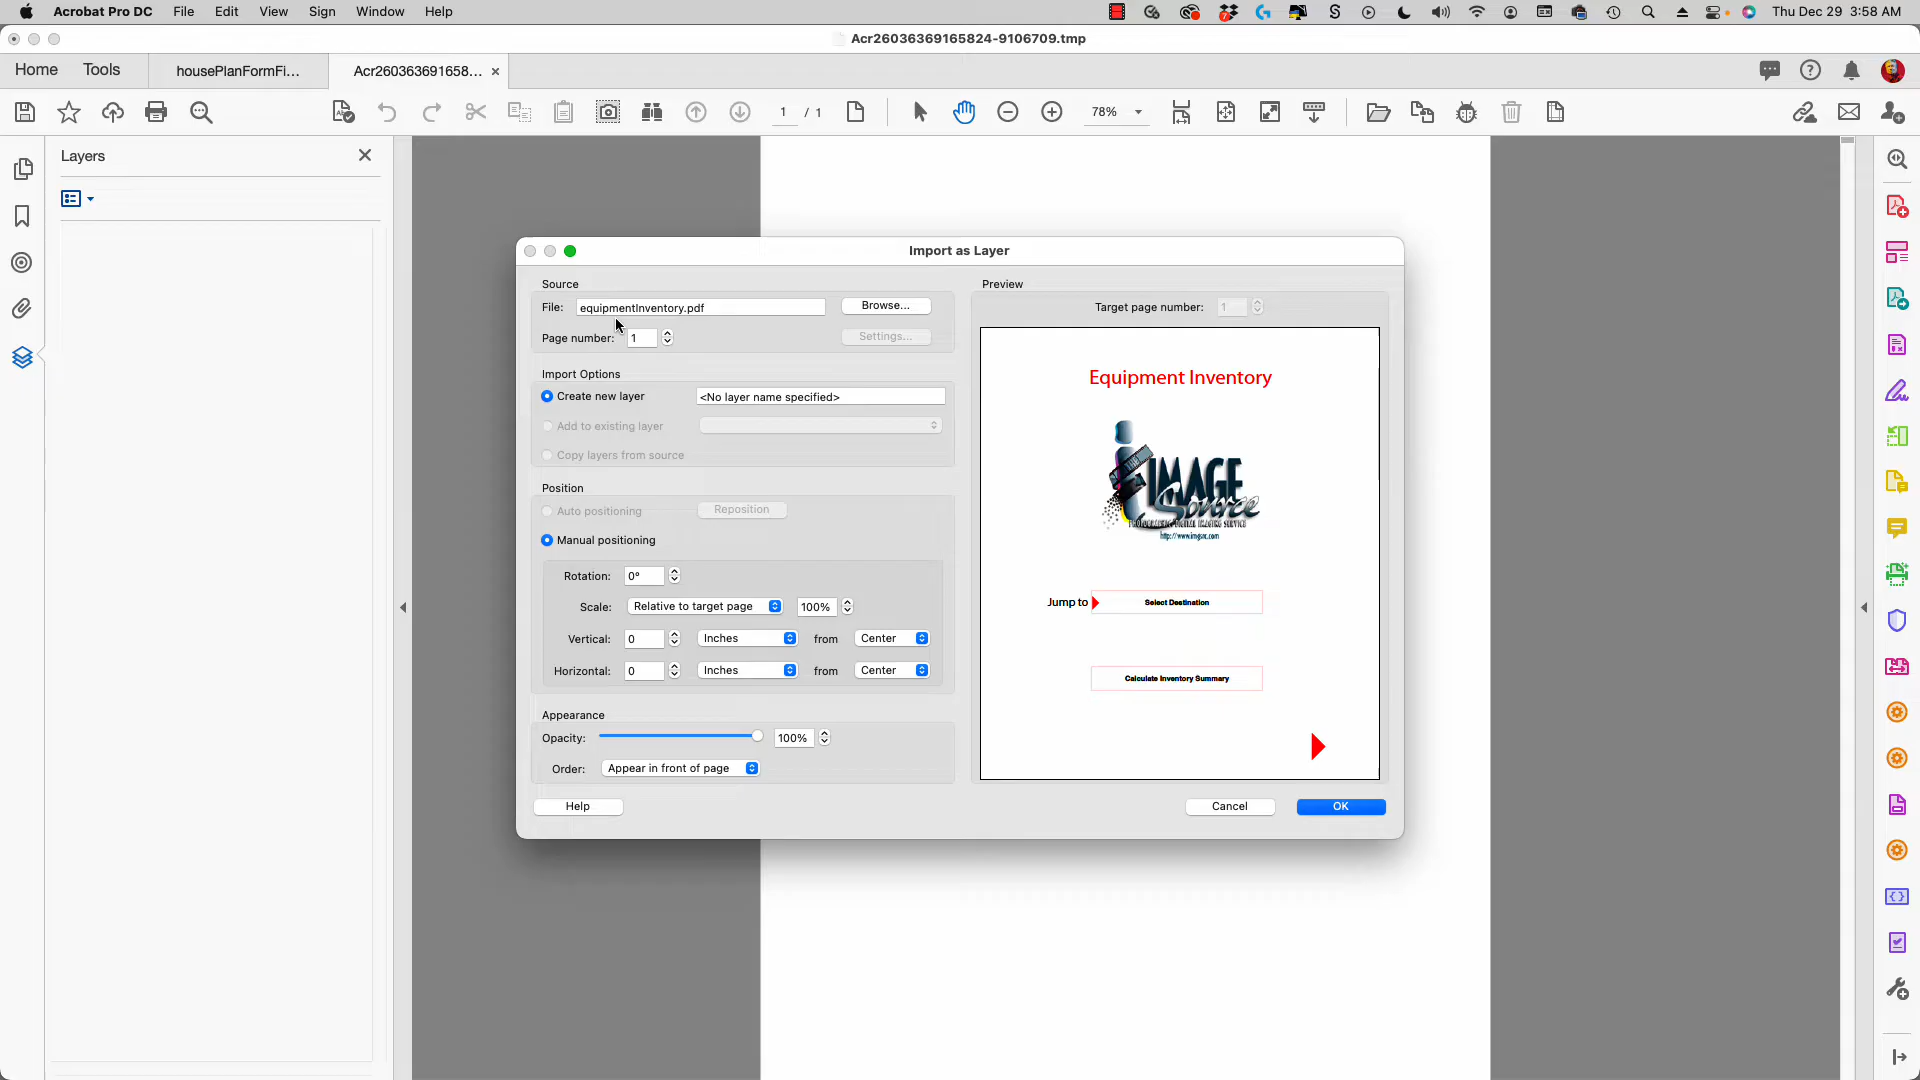 Acrobat Pro DC File Edit View Sign Window Help Thu Dec 29 3:58 AM
Acr26036369165824-9106709.tmp
Home Tools housePlanFormFi... Acr260363691658... ×
1 / 1 78%
Layers
Import as Layer
Source
File: equipmentInventory.pdf Browse...
Page number: 1 Settings...
Import Options
Create new layer <No layer name specified>
Add to existing layer
Copy layers from source
Position
Auto positioning Reposition
Manual positioning
Rotation: 0°
Scale: Relative to target page 100%
Vertical: 0 Inches from Center
Horizontal: 0 Inches from Center
Appearance
Opacity: 100%
Order: Appear in front of page
Help
Preview
Target page number: 1
Equipment Inventory
THE
IMAGE
Source
http://www.imgsrc.com
Jump to Select Destination
Calculate Inventory Summary
Cancel OK